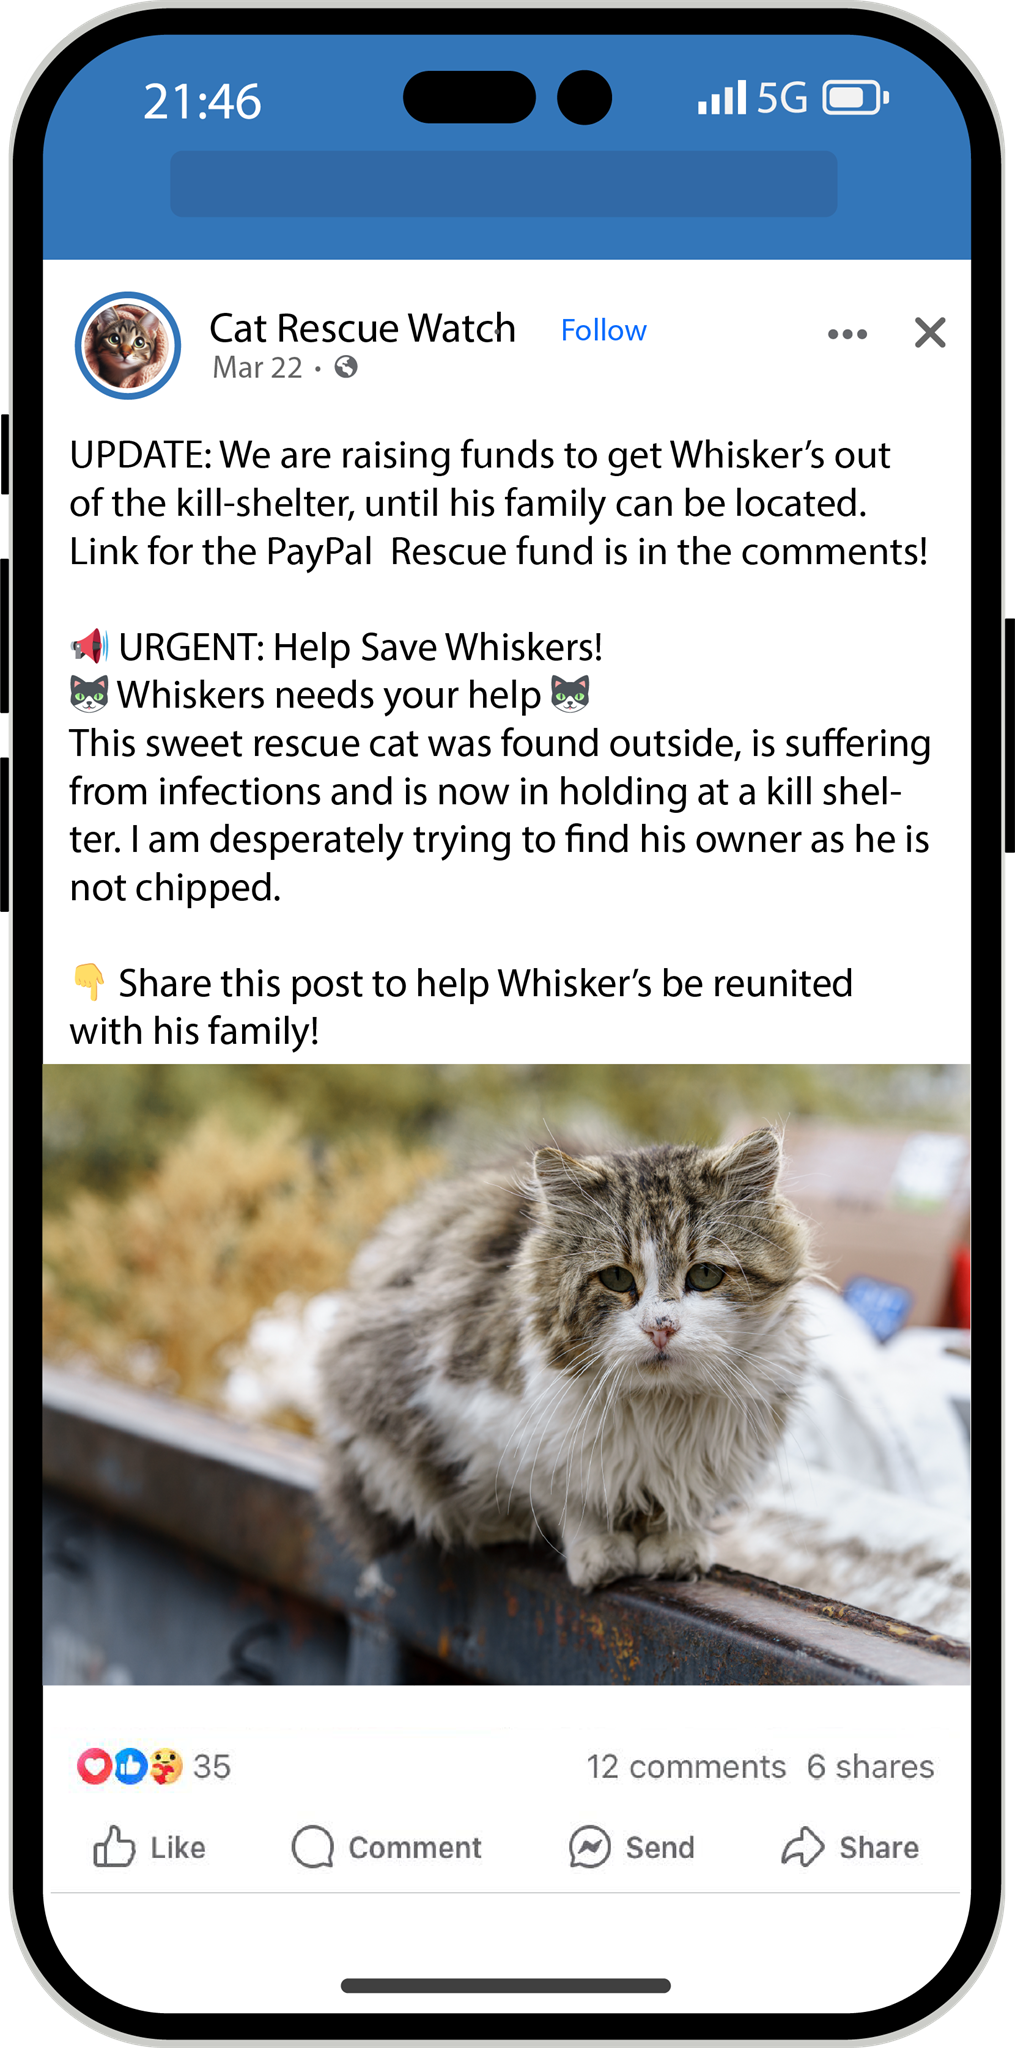 21:46 5G
Cat Rescue Watch Follow
Mar 22 ·
UPDATE: We are raising funds to get Whisker’s out
of the kill-shelter, until his family can be located.
Link for the PayPal  Rescue fund is in the comments!
📢 URGENT: Help Save Whiskers!
🐱 Whiskers needs your help 🐱
This sweet rescue cat was found outside, is suffering
from infections and is now in holding at a kill shel-
ter. I am desperately trying to find his owner as he is
not chipped.
👇 Share this post to help Whisker’s be reunited
with his family!
35 12 comments 6 shares
Like Comment Send Share